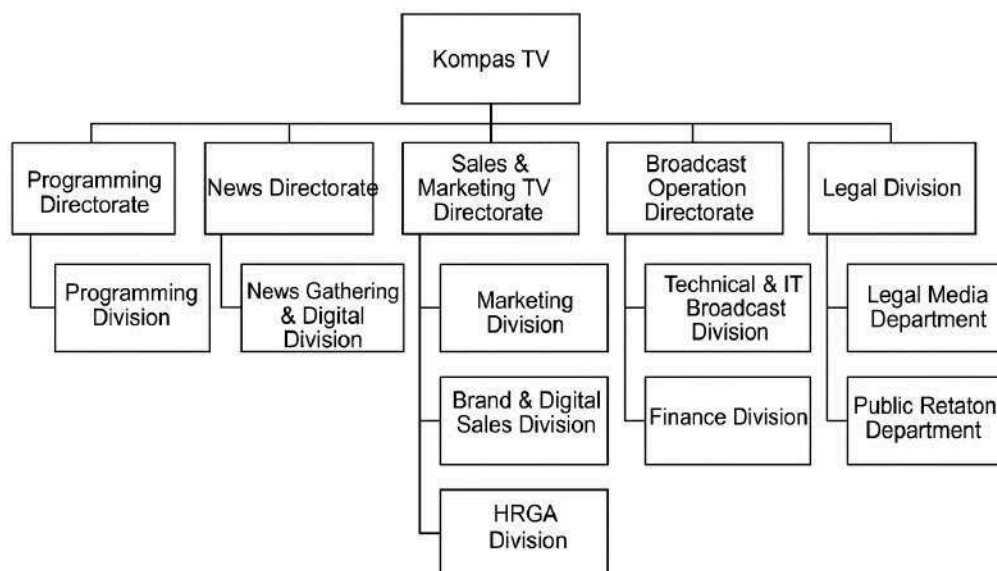 Kompas TV
Programming
Directorate
News Directorate
Sales &
Marketing TV
Directorate
Broadcast
Operation
Directorate
Legal Division
Programming
Division
News Gathering
& Digital
Division
Marketing
Division
Technical & IT
Broadcast
Division
Legal Media
Department
Brand & Digital
Sales Division
Finance Division
Public Retaton
Department
HRGA
Division